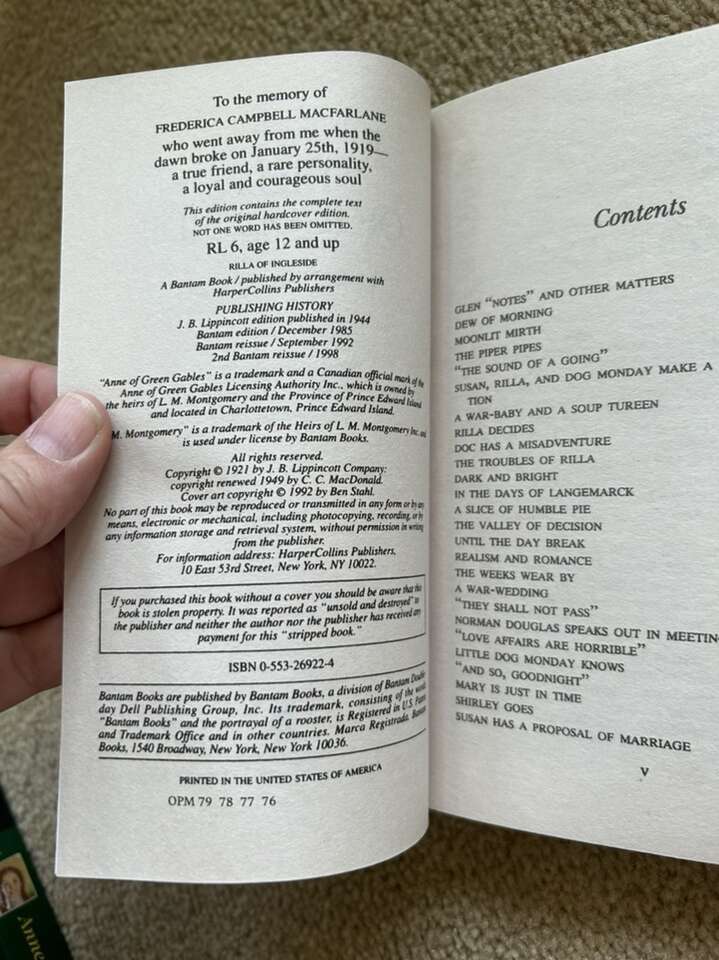 To the memory of
FREDERICA CAMPBELL MACFARLANE
who went away from me when the
dawn broke on January 25th, 1919—
a true friend, a rare personality,
a loyal and courageous soul
This edition contains the complete text
of the original hardcover edition.
NOT ONE WORD HAS BEEN OMITTED.
RL 6, age 12 and up
RILLA OF INGLESIDE
A Bantam Book / published by arrangement with
HarperCollins Publishers
PUBLISHING HISTORY
J. B. Lippincott edition published in 1944
Bantam edition / December 1985
Bantam reissue / September 1992
2nd Bantam reissue / 1998
"Anne of Green Gables" is a trademark and a Canadian official mark of the
Anne of Green Gables Licensing Authority Inc., which is owned by
the heirs of L. M. Montgomery and the Province of Prince Edward Island
and located in Charlottetown, Prince Edward Island.
M. Montgomery" is a trademark of the Heirs of L. M. Montgomery Inc. and
is used under license by Bantam Books.
All rights reserved.
Copyright © 1921 by J. B. Lippincott Company:
copyright renewed 1949 by C. C. MacDonald.
Cover art copyright © 1992 by Ben Stahl.
No part of this book may be reproduced or transmitted in any form or by any
means, electronic or mechanical, including photocopying, recording, or by
any information storage and retrieval system, without permission in writing
from the publisher.
For information address: HarperCollins Publishers,
10 East 53rd Street, New York, NY 10022.
If you purchased this book without a cover you should be aware that this
book is stolen property. It was reported as "unsold and destroyed" to
the publisher and neither the author nor the publisher has received any
payment for this "stripped book."
ISBN 0-553-26922-4
Bantam Books are published by Bantam Books, a division of Bantam Double-
day Dell Publishing Group, Inc. Its trademark, consisting of the words
"Bantam Books" and the portrayal of a rooster, is Registered in U.S. Patent
and Trademark Office and in other countries. Marca Registrada. Bantam
Books, 1540 Broadway, New York, New York 10036.
PRINTED IN THE UNITED STATES OF AMERICA
OPM 79 78 77 76
Contents
GLEN "NOTES" AND OTHER MATTERS
DEW OF MORNING
MOONLIT MIRTH
THE PIPER PIPES
"THE SOUND OF A GOING"
SUSAN, RILLA, AND DOG MONDAY MAKE A
TION
A WAR-BABY AND A SOUP TUREEN
RILLA DECIDES
DOC HAS A MISADVENTURE
THE TROUBLES OF RILLA
DARK AND BRIGHT
IN THE DAYS OF LANGEMARCK
A SLICE OF HUMBLE PIE
THE VALLEY OF DECISION
UNTIL THE DAY BREAK
REALISM AND ROMANCE
THE WEEKS WEAR BY
A WAR-WEDDING
"THEY SHALL NOT PASS"
NORMAN DOUGLAS SPEAKS OUT IN MEETIN
"LOVE AFFAIRS ARE HORRIBLE"
LITTLE DOG MONDAY KNOWS
"AND SO, GOODNIGHT"
MARY IS JUST IN TIME
SHIRLEY GOES
SUSAN HAS A PROPOSAL OF MARRIAGE
V
Anne